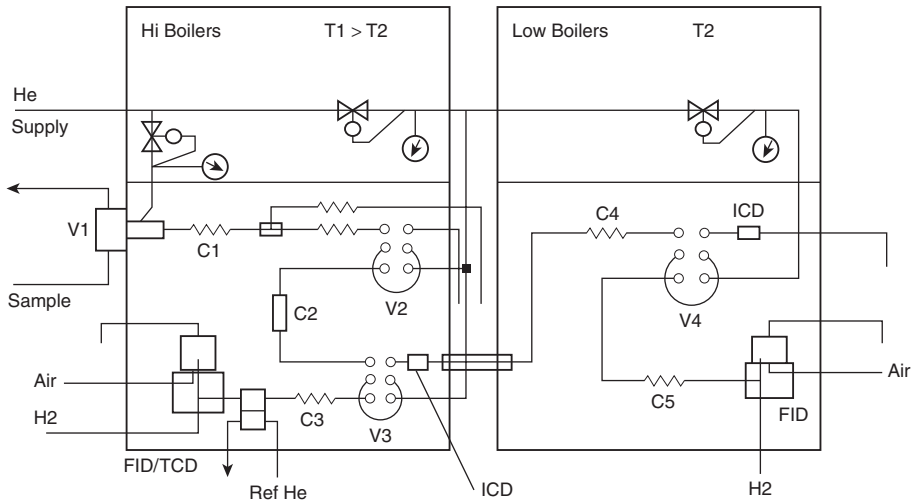 Hi Boilers
T1 > T2
Low Boilers
T2
He
Supply
V1
C1
C4
ICD
Sample
V2
C2
V4
Air
H2
C3
V3
C5
FID
Air
FID/TCD
Ref He
ICD
H2